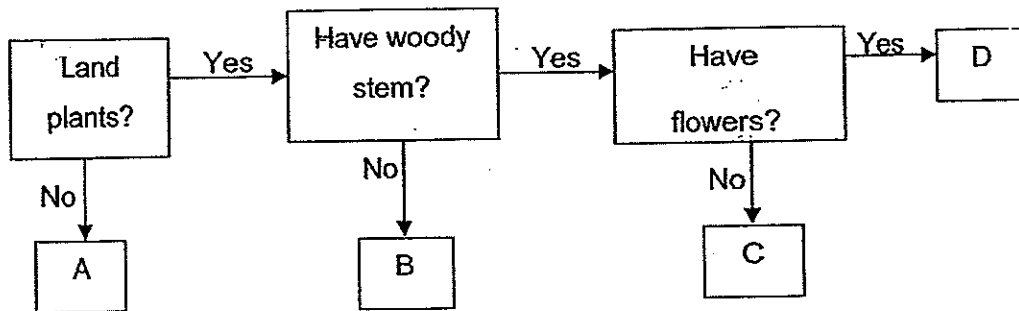 Land
plants?
Yes
Have woody
stem?
Yes
Have
flowers?
Yes
D
No
A
No
B
No
C